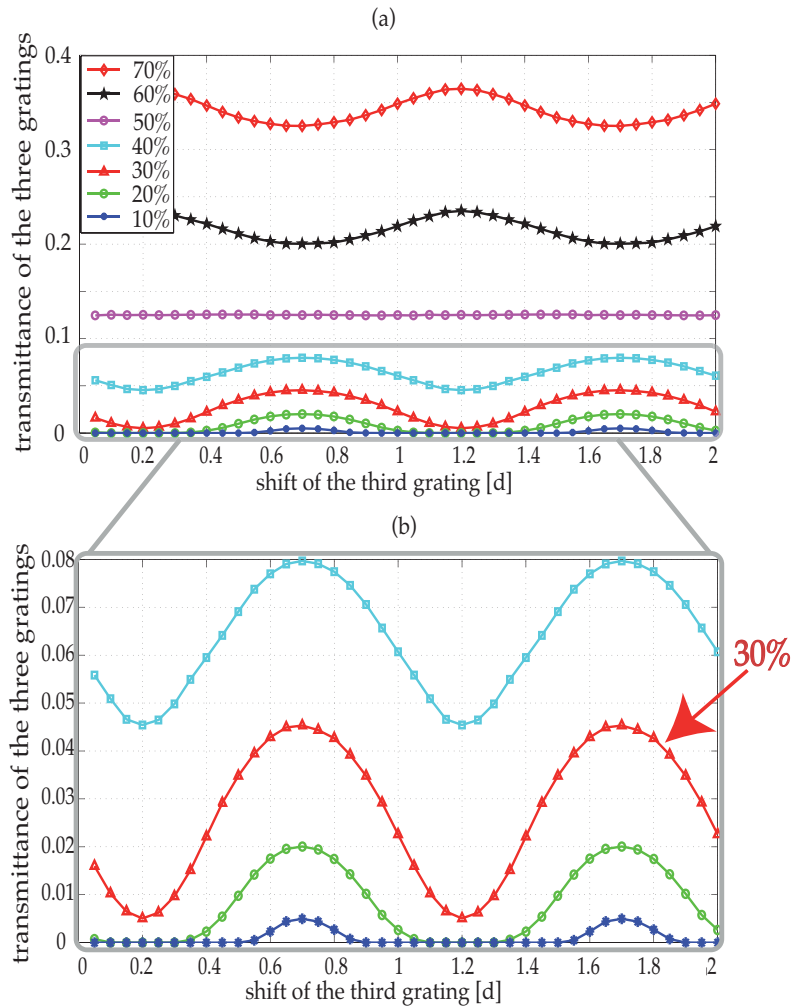 (a)
transmittance of the three gratings
0.4
0.3
0.2
0.1
0
70%
60%
50%
40%
30%
20%
10%
0 0.2 0.4 0.6 0.8 1 1.2 1.4 1.6 1.8 2
shift of the third grating [d]
(b)
transmittance of the three gratings
0.08
0.07
0.06
0.05
0.04
0.03
0.02
0.01
0
30%
0 0.2 0.4 0.6 0.8 1 1.2 1.4 1.6 1.8 2
shift of the third grating [d]